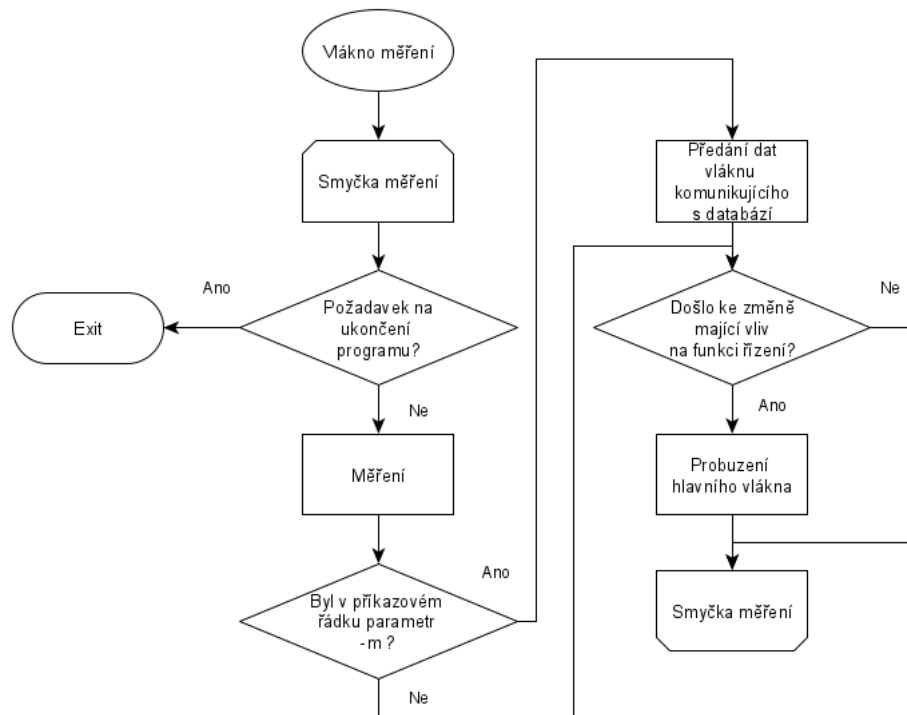 Vlákno měření
Smyčka měření
Ano
Požadavek na
ukončení
programu?
Exit
Ne
Měření
Byl v příkazovém
řádku parametr
-m ?
Ano
Ne
Předání dat
vláknu
komunikujícího
s databází
Došlo ke změně
mající vliv
na funkci řízení?
Ne
Ano
Probuzení
hlavního vlákna
Smyčka měření